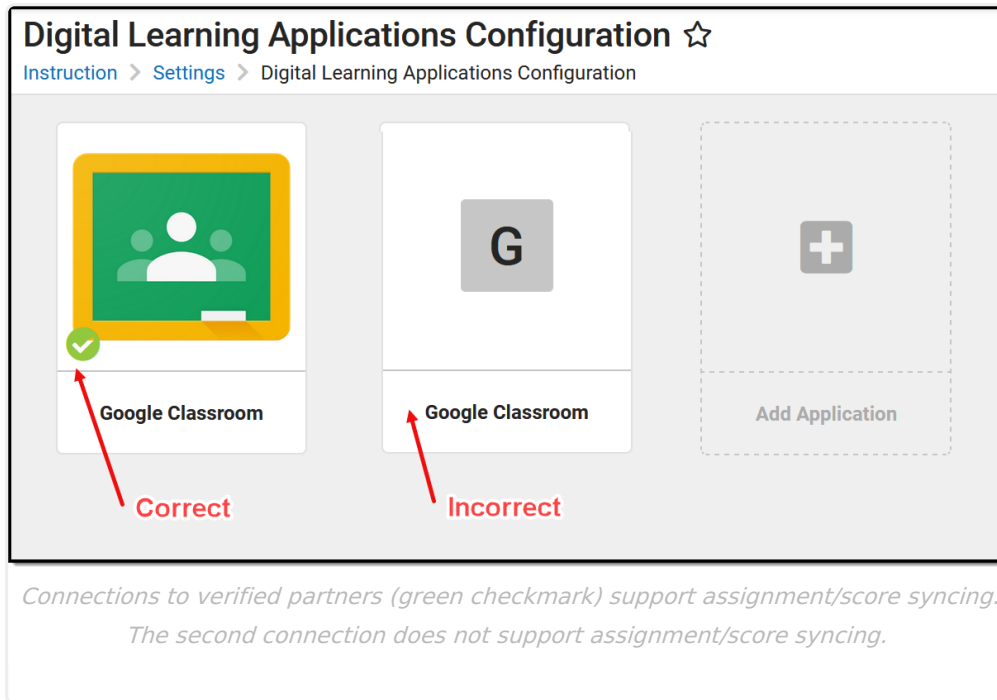 Digital Learning Applications Configuration
Instruction > Settings > Digital Learning Applications Configuration
G
Google Classroom
Google Classroom
Add Application
Correct
Incorrect
Connections to verified partners (green checkmark) support assignment/score syncing.
The second connection does not support assignment/score syncing.